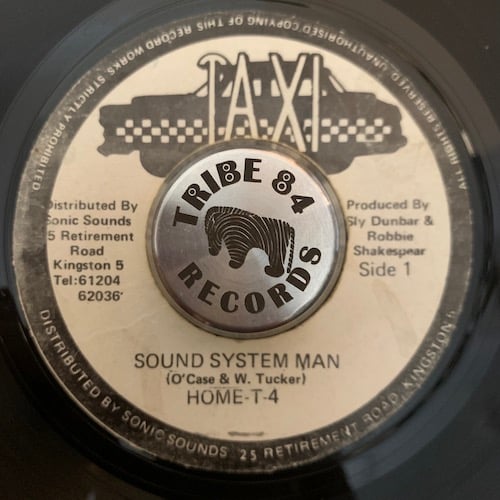 UNAUTHORISED COPYING OF THIS RECORD WORKS STRICTLY PROHIBITED
ALL RIGHTS RESERVED
TAXI
TRIBE 84
RECORDS
Distributed By
Sonic Sounds
5 Retirement
Road
Kingston 5
Tel:61204
62036
Produced By
Sly Dunbar &
Robbie
Shakespear
Side 1
SOUND SYSTEM MAN
(O'Case & W. Tucker)
HOME-T-4
DISTRIBUTED BY SONIC SOUNDS 25 RETIREMENT ROAD, KINGSTON 5